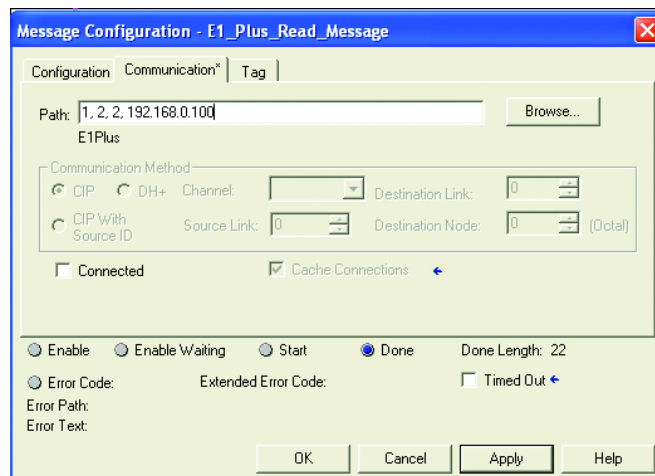 Message Configuration - E1_Plus_Read_Message
Configuration Communication* Tag
Path: 1, 2, 2, 192.168.0.100 Browse...
E1Plus
Communication Method
CIP DH+ Channel: Destination Link: 0
CIP With Source ID Source Link: 0 Destination Node: 0 (Octal)
Connected Cache Connections ←
Enable Enable Waiting Start Done Done Length: 22
Error Code: Extended Error Code: Timed Out ←
Error Path:
Error Text:
OK Cancel Apply Help